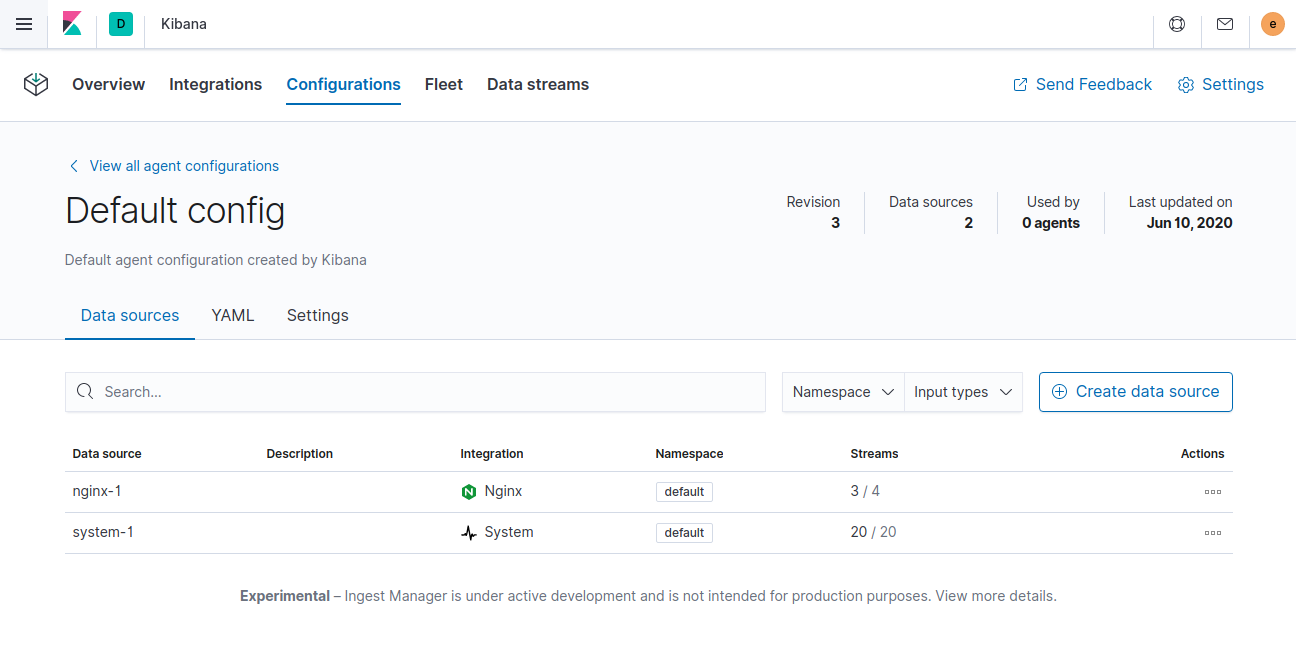 D Kibana e
Overview Integrations Configurations Fleet Data streams Send Feedback Settings
View all agent configurations
Default config
Revision Data sources Used by Last updated on
3 2 0 agents Jun 10, 2020
Default agent configuration created by Kibana
Data sources YAML Settings
Search... Namespace Input types Create data source
Data source Description Integration Namespace Streams Actions
nginx-1 Nginx default 3 / 4
system-1 System default 20 / 20
Experimental – Ingest Manager is under active development and is not intended for production purposes. View more details.